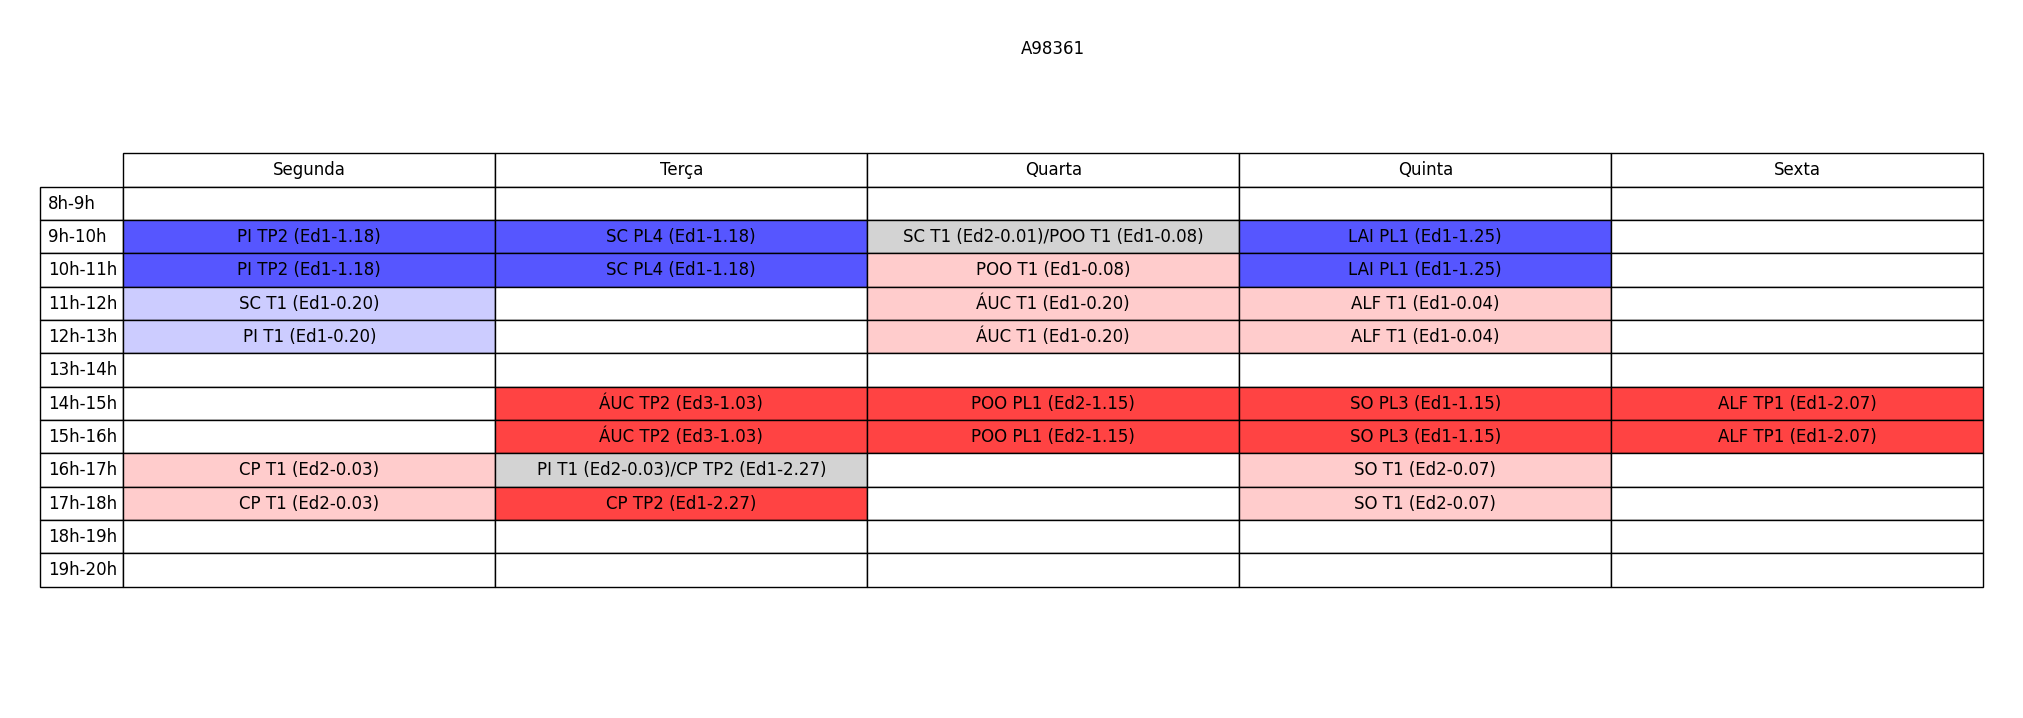 A98361
Segunda Terça Quarta Quinta Sexta
8h-9h
9h-10h PI TP2 (Ed1-1.18) SC PL4 (Ed1-1.18) SC T1 (Ed2-0.01)/POO T1 (Ed1-0.08) LAI PL1 (Ed1-1.25)
10h-11h PI TP2 (Ed1-1.18) SC PL4 (Ed1-1.18) POO T1 (Ed1-0.08) LAI PL1 (Ed1-1.25)
11h-12h SC T1 (Ed1-0.20) ÁUC T1 (Ed1-0.20) ALF T1 (Ed1-0.04)
12h-13h PI T1 (Ed1-0.20) ÁUC T1 (Ed1-0.20) ALF T1 (Ed1-0.04)
13h-14h
14h-15h ÁUC TP2 (Ed3-1.03) POO PL1 (Ed2-1.15) SO PL3 (Ed1-1.15) ALF TP1 (Ed1-2.07)
15h-16h ÁUC TP2 (Ed3-1.03) POO PL1 (Ed2-1.15) SO PL3 (Ed1-1.15) ALF TP1 (Ed1-2.07)
16h-17h CP T1 (Ed2-0.03) PI T1 (Ed2-0.03)/CP TP2 (Ed1-2.27) SO T1 (Ed2-0.07)
17h-18h CP T1 (Ed2-0.03) CP TP2 (Ed1-2.27) SO T1 (Ed2-0.07)
18h-19h
19h-20h